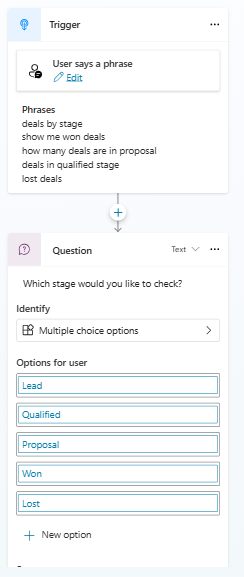 Trigger
...
User says a phrase
Edit
Phrases
deals by stage
show me won deals
how many deals are in proposal
deals in qualified stage
lost deals
Question
Text
...
Which stage would you like to check?
Identify
Multiple choice options
Options for user
Lead
Qualified
Proposal
Won
Lost
+ New option